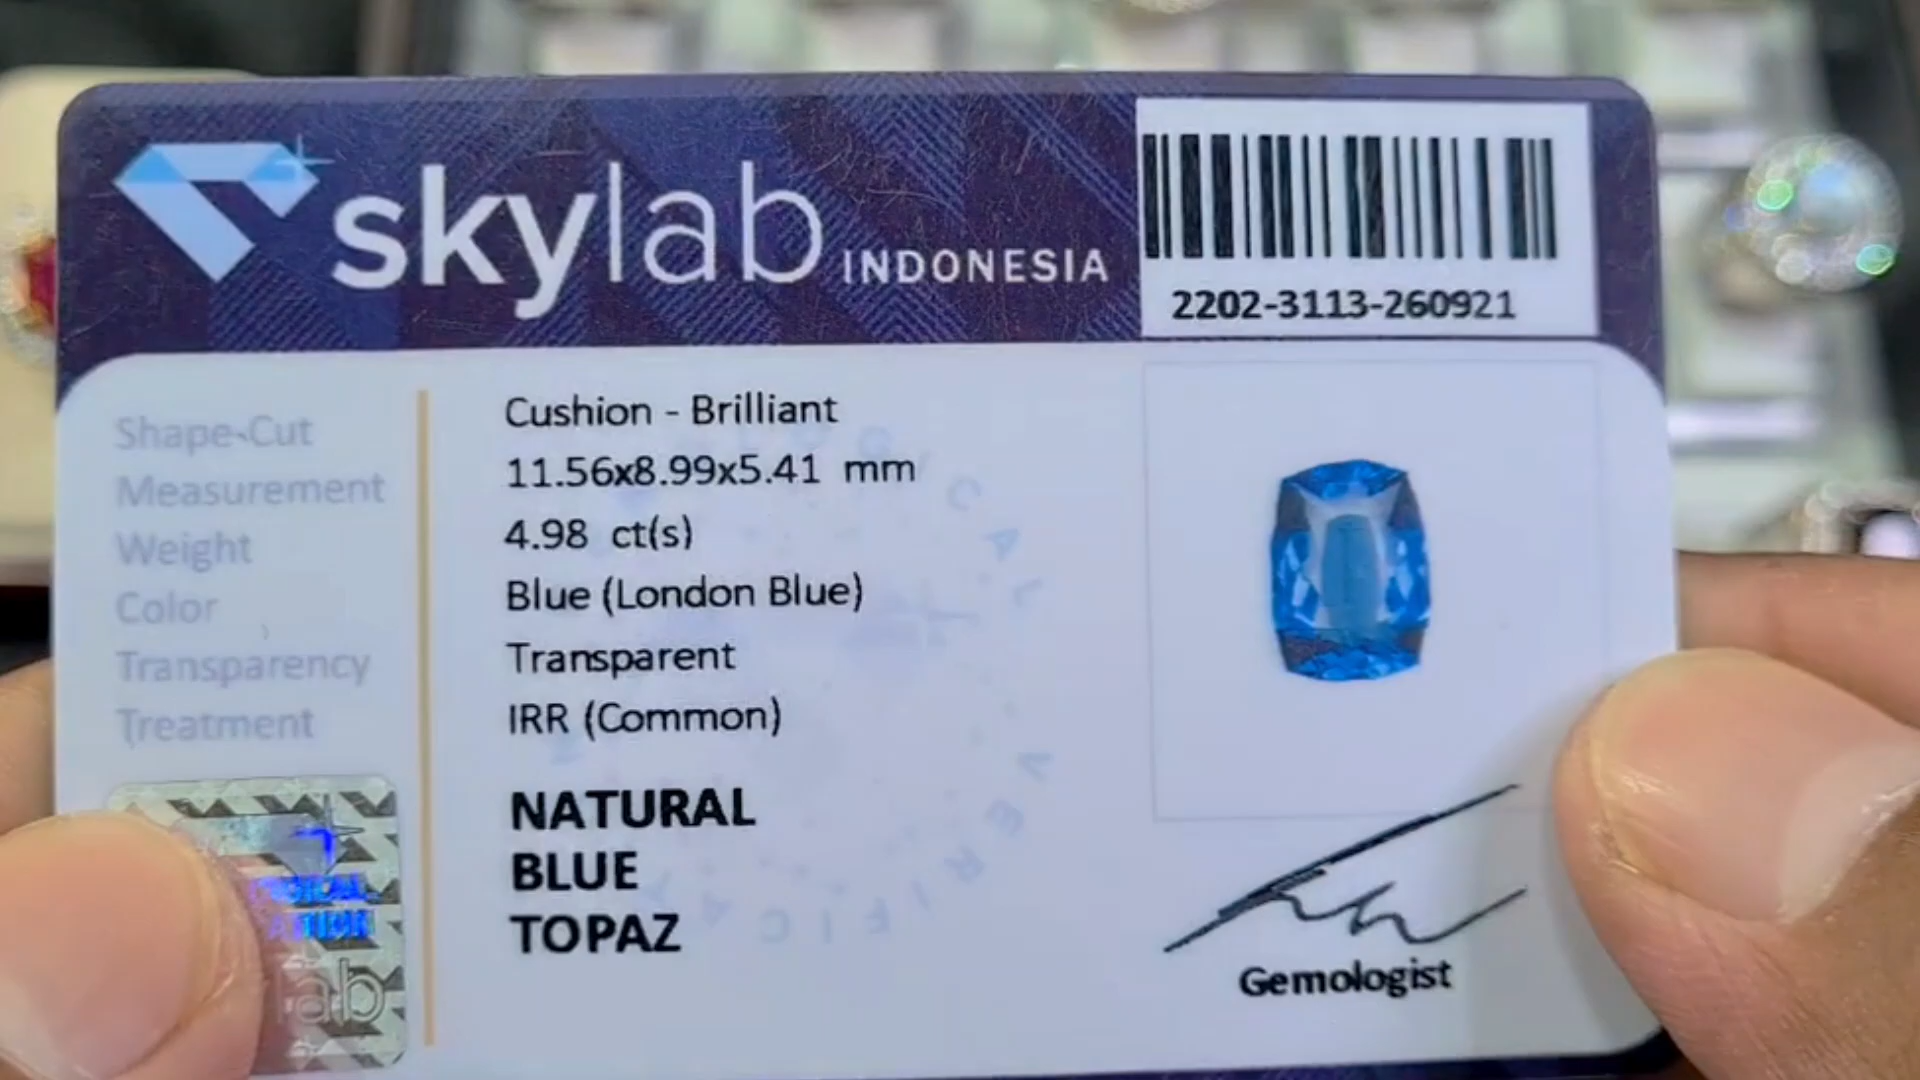 skylab INDONESIA
2202-3113-260921
Shape-Cut Cushion - Brilliant
Measurement 11.56x8.99x5.41 mm
Weight 4.98 ct(s)
Color Blue (London Blue)
Transparency Transparent
Treatment IRR (Common)
NATURAL
BLUE
TOPAZ
Gemologist